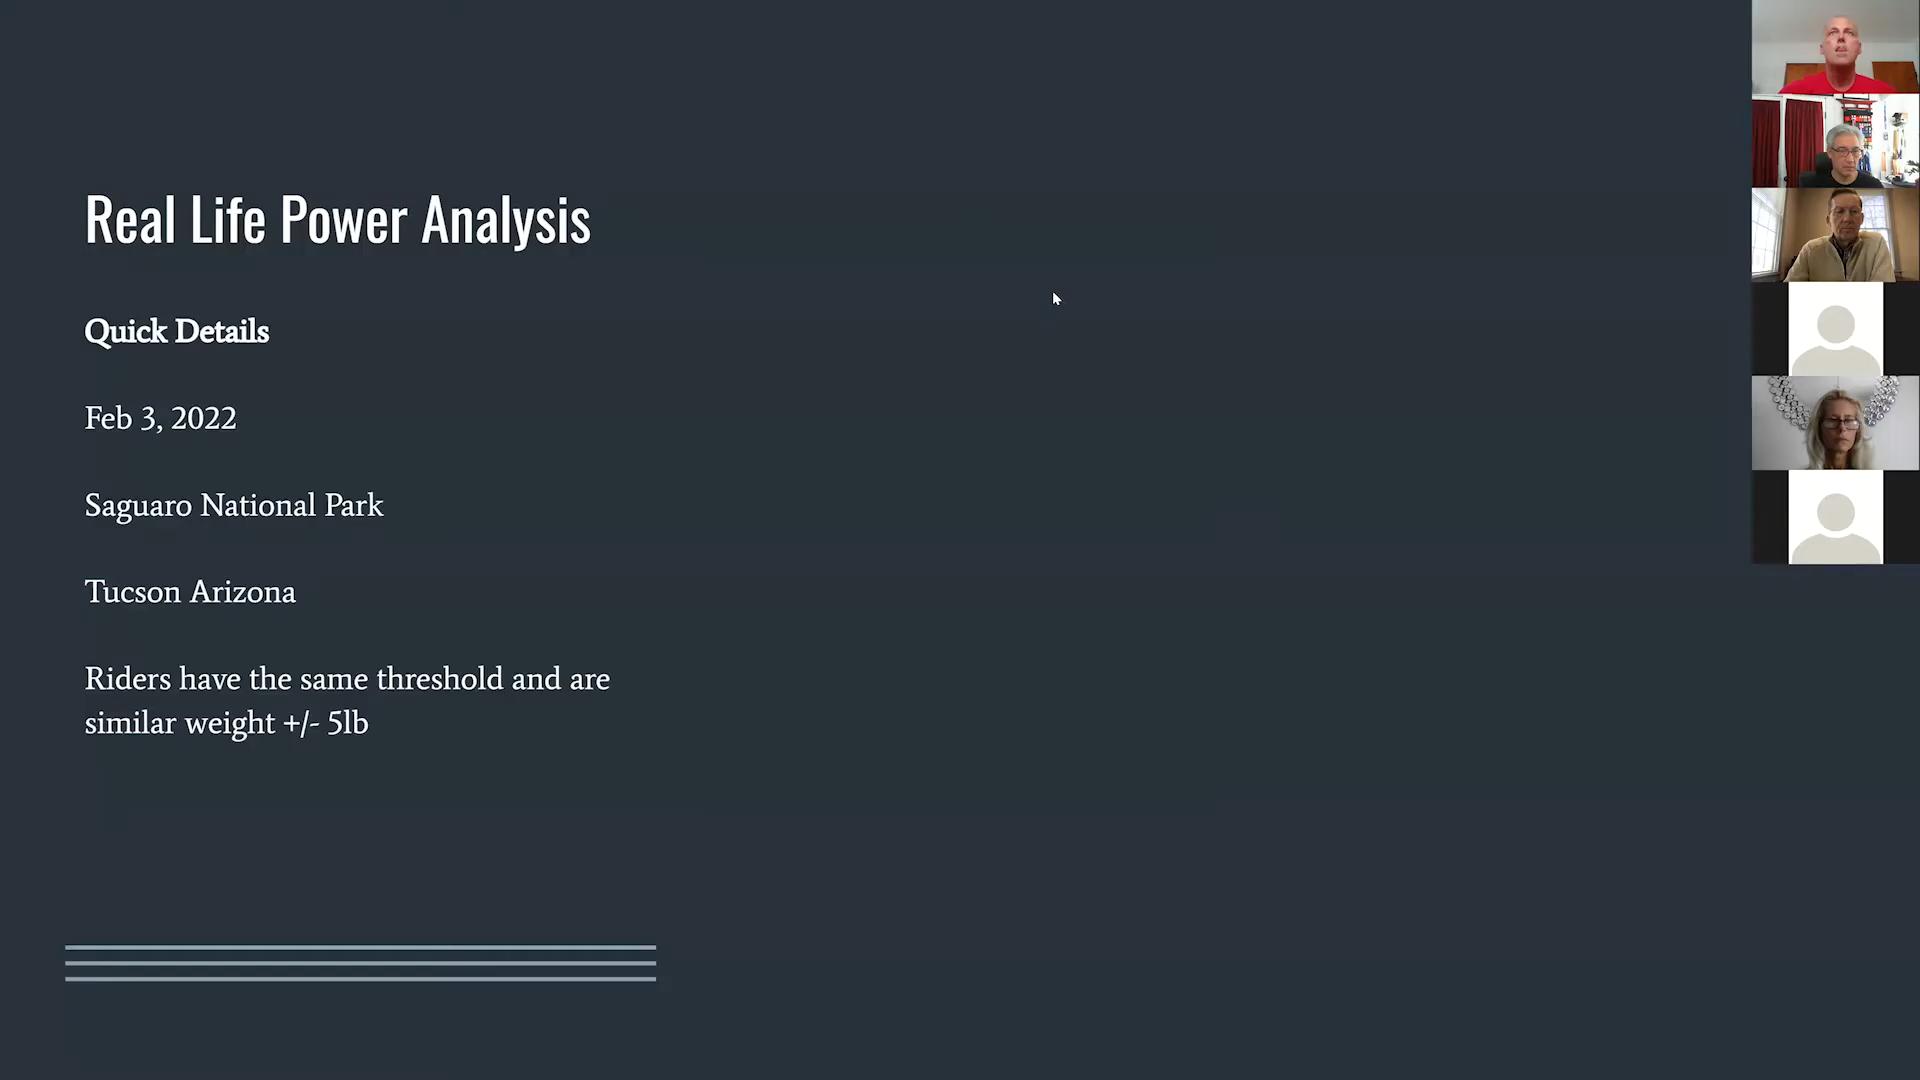 Real Life Power Analysis
Quick Details
Feb 3, 2022
Saguaro National Park
Tucson Arizona
Riders have the same threshold and are
similar weight +/- 5lb